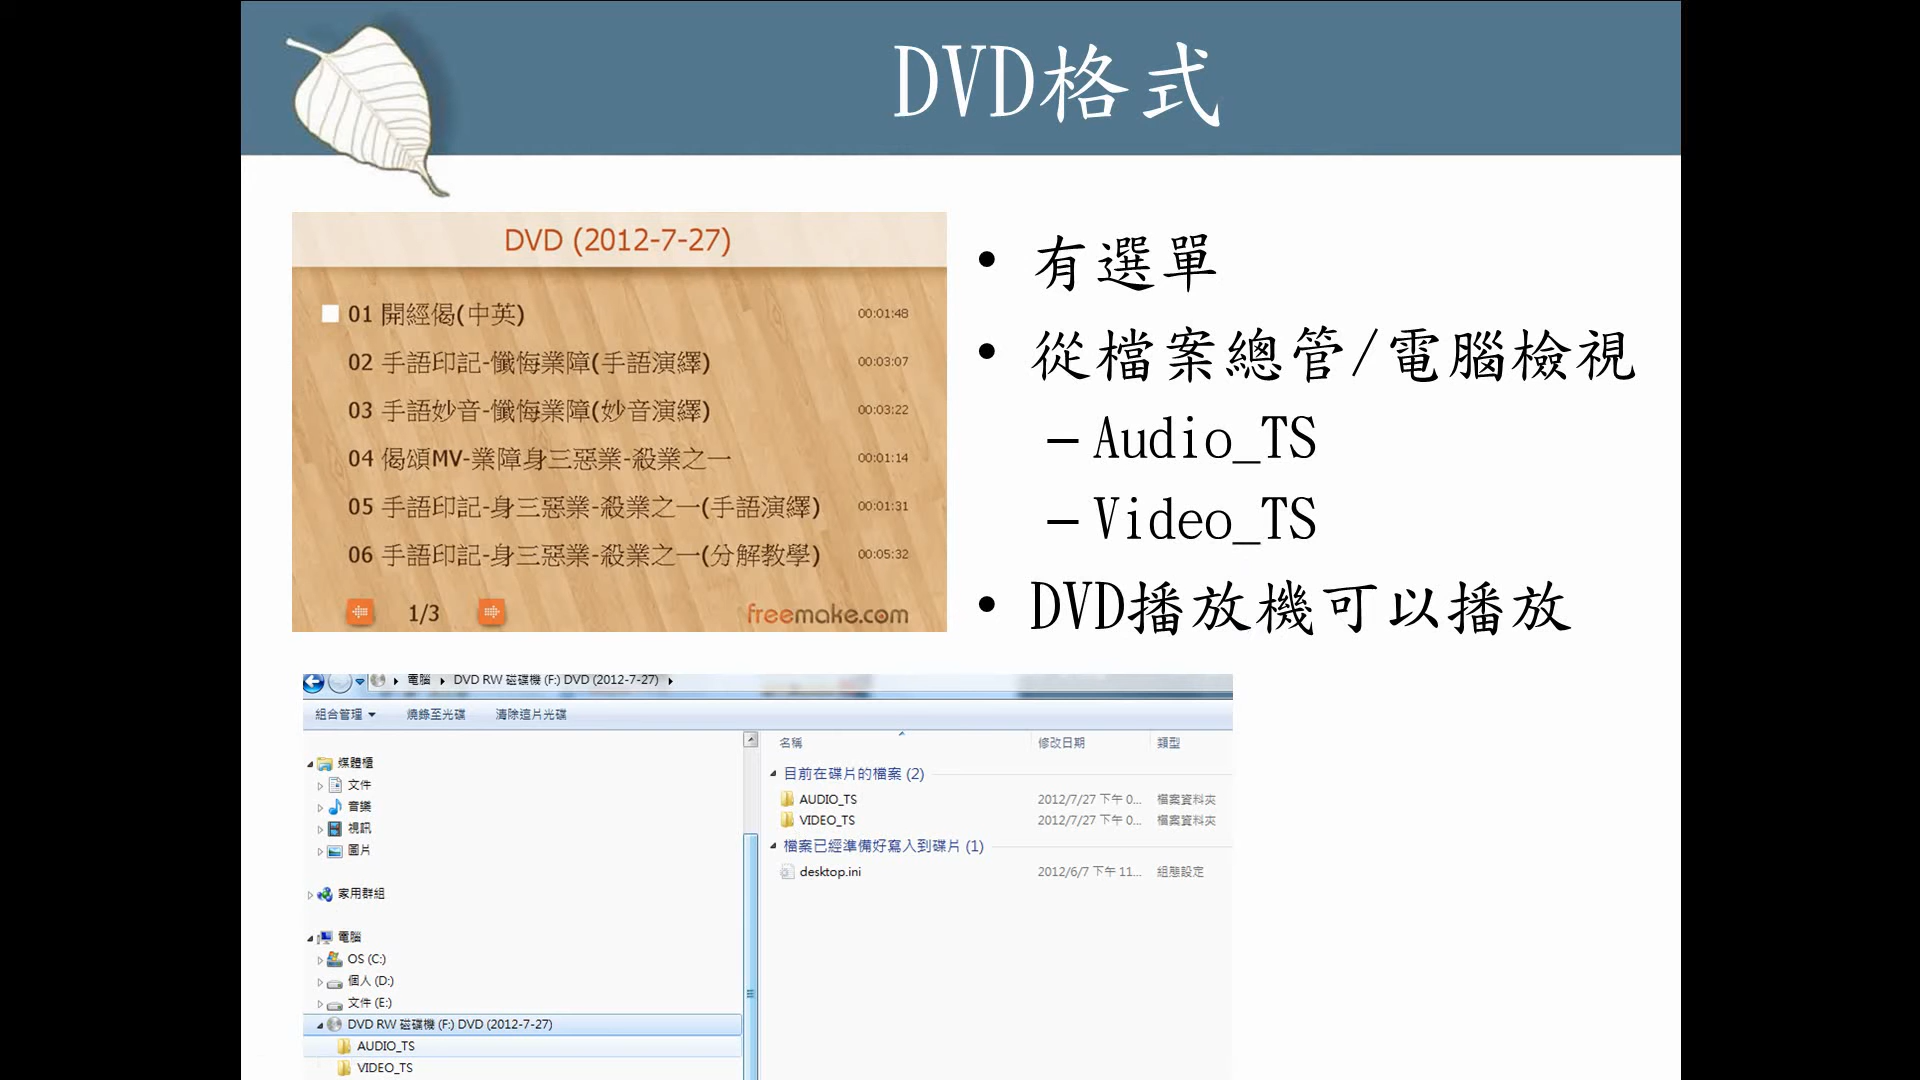 DVD格式
DVD (2012-7-27)
01 開經偈(中英) 00:01:48
02 手語印記-懺悔業障(手語演繹) 00:03:07
03 手語妙音-懺悔業障(妙音演繹) 00:03:22
04 偈頌MV-業障身三惡業-殺業之一 00:01:14
05 手語印記-身三惡業-殺業之一(手語演繹) 00:01:31
06 手語印記-身三惡業-殺業之一(分解教學) 00:05:32
1/3
freemake.com
• 有選單
• 從檔案總管/電腦檢視
– Audio_TS
– Video_TS
• DVD播放機可以播放
電腦 DVD RW 磁碟機 (F:) DVD (2012-7-27)
組合管理 燒錄至光碟 清除這片光碟
媒體櫃
文件
音樂
視訊
圖片
家用群組
電腦
OS (C:)
個人 (D:)
文件 (E:)
DVD RW 磁碟機 (F:) DVD (2012-7-27)
AUDIO_TS
VIDEO_TS
名稱 修改日期 類型
目前在碟片的檔案 (2)
AUDIO_TS 2012/7/27 下午 0... 檔案資料夾
VIDEO_TS 2012/7/27 下午 0... 檔案資料夾
檔案已經準備好寫入到碟片 (1)
desktop.ini 2012/6/7 下午 11... 組態設定